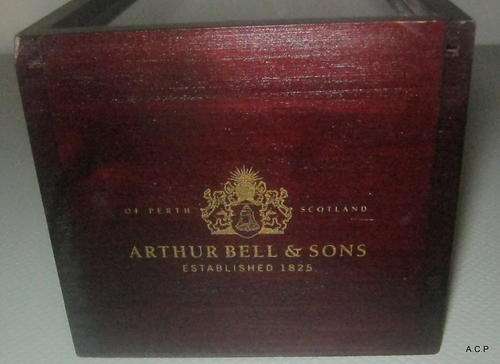 OF PERTH SCOTLAND
ARTHUR BELL & SONS
ESTABLISHED 1825
A.C.P